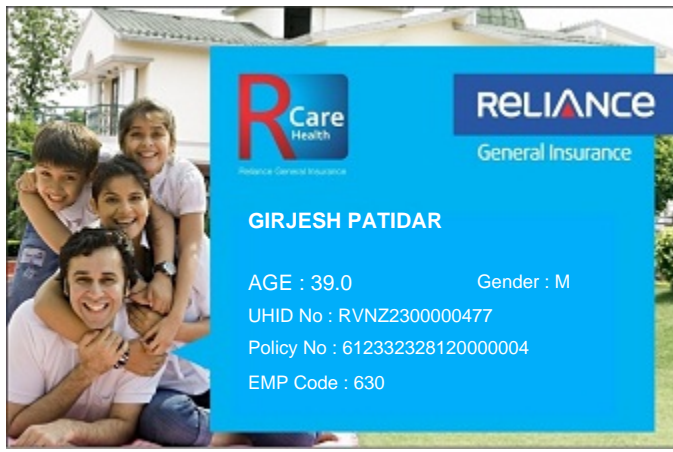 R Care
Health
Reliance General Insurance
RELIANCE
General Insurance
GIRJESH PATIDAR
AGE : 39.0 Gender : M
UHID No : RVNZ2300000477
Policy No : 612332328120000004
EMP Code : 630